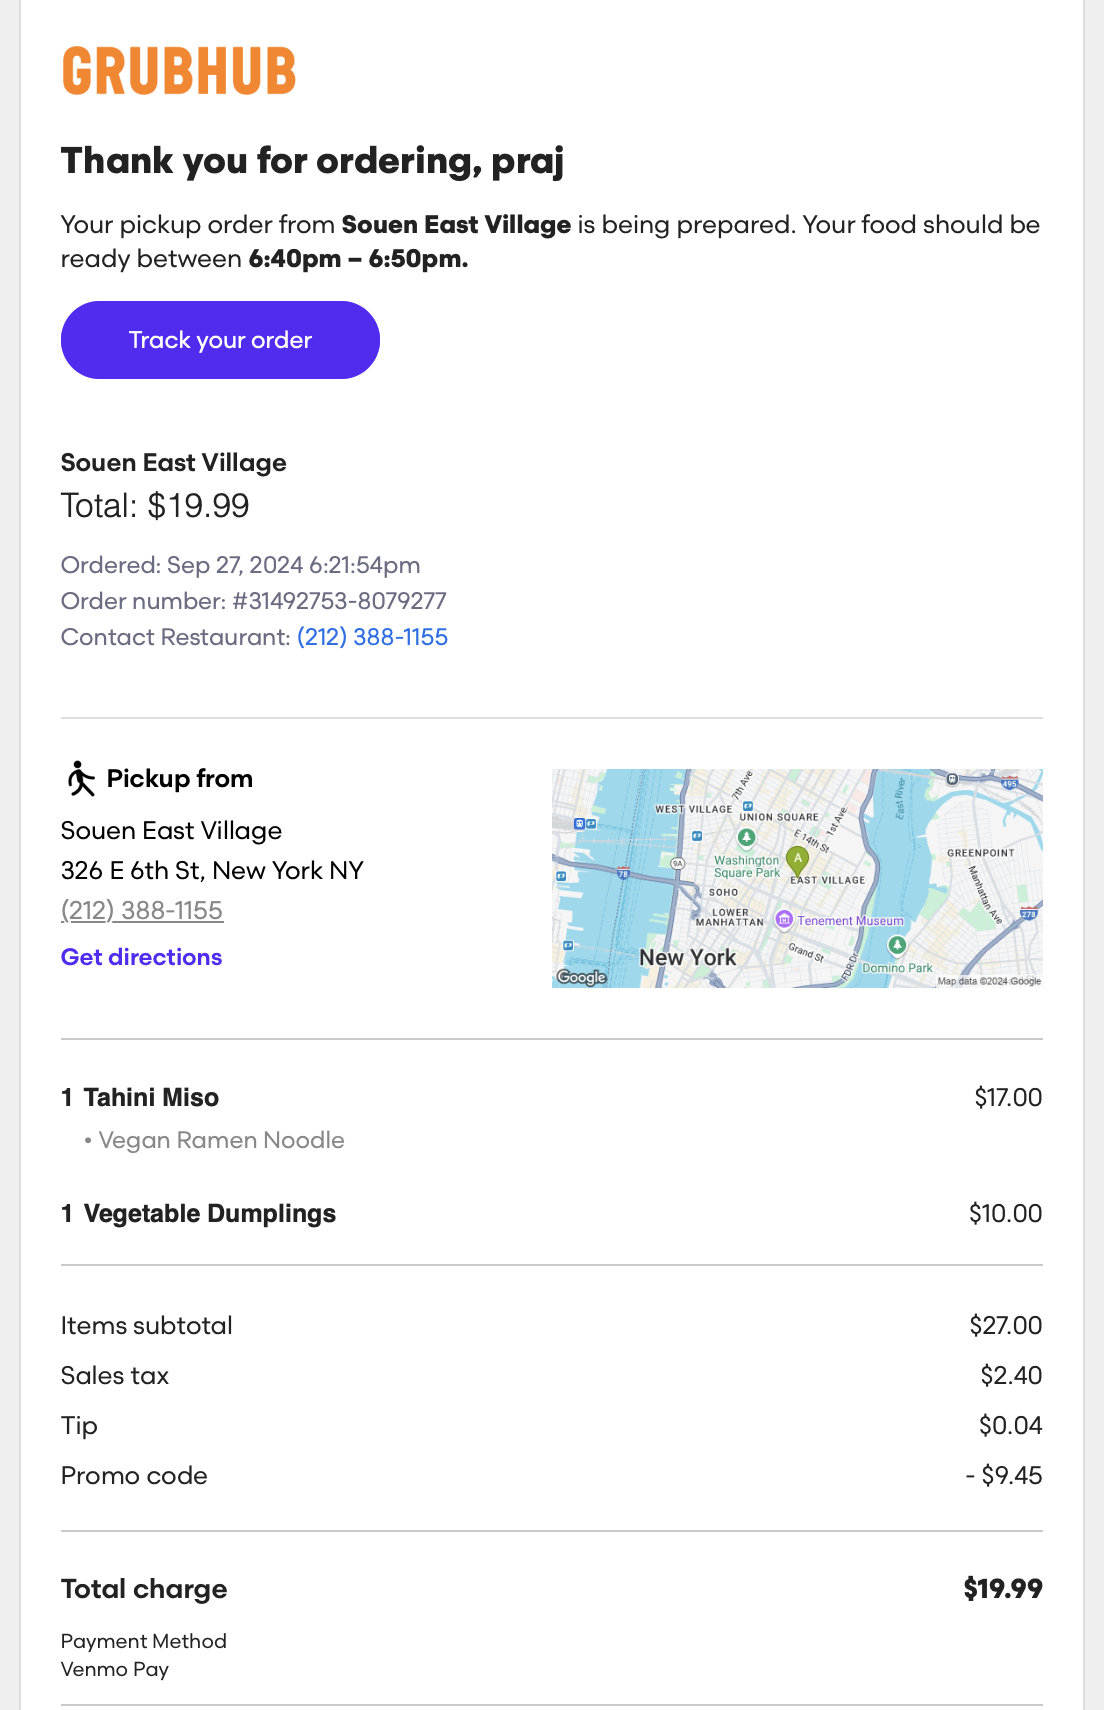 GRUBHUB
Thank you for ordering, praj
Your pickup order from Souen East Village is being prepared. Your food should be
ready between 6:40pm – 6:50pm.
Track your order
Souen East Village
Total: $19.99
Ordered: Sep 27, 2024 6:21:54pm
Order number: #31492753-8079277
Contact Restaurant: (212) 388-1155
Pickup from
Souen East Village
326 E 6th St, New York NY
(212) 388-1155
Get directions
7th Ave
East River
495
WEST VILLAGE
UNION SQUARE
1st Ave
E 14th St
GREENPOINT
9A
Washington
Square Park
A
78
EAST VILLAGE
Manhattan Ave
SOHO
LOWER
MANHATTAN
Tenement Museum
278
New York
Grand St
FDR Dr
Domino Park
Google
Map data ©2024 Google
1 Tahini Miso $17.00
• Vegan Ramen Noodle
1 Vegetable Dumplings $10.00
Items subtotal $27.00
Sales tax $2.40
Tip $0.04
Promo code - $9.45
Total charge $19.99
Payment Method
Venmo Pay